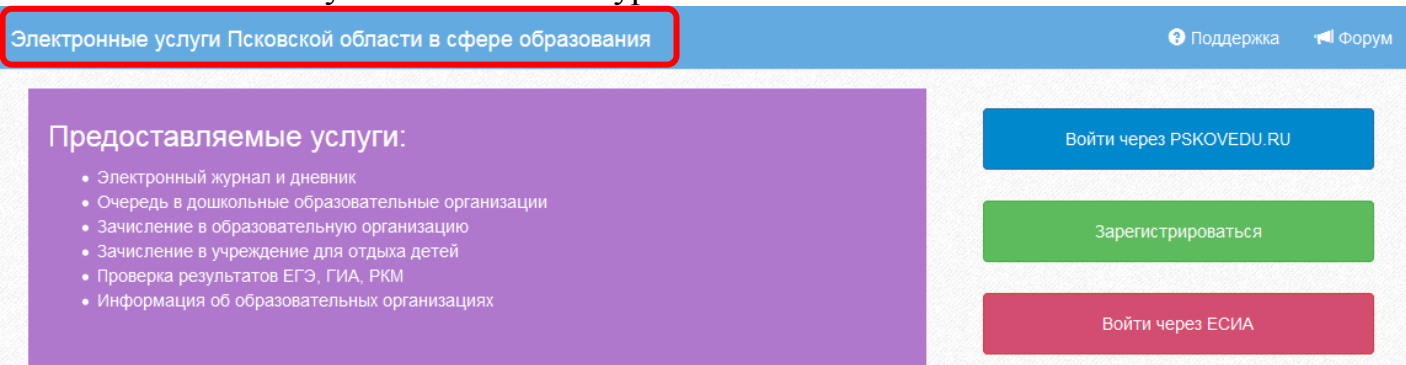 Электронные услуги Псковской области в сфере образования
Поддержка
Форум
Предоставляемые услуги:
Электронный журнал и дневник
Очередь в дошкольные образовательные организации
Зачисление в образовательную организацию
Зачисление в учреждение для отдыха детей
Проверка результатов ЕГЭ, ГИА, РКМ
Информация об образовательных организациях
Войти через PSKOVEDU.RU
Зарегистрироваться
Войти через ЕСИА